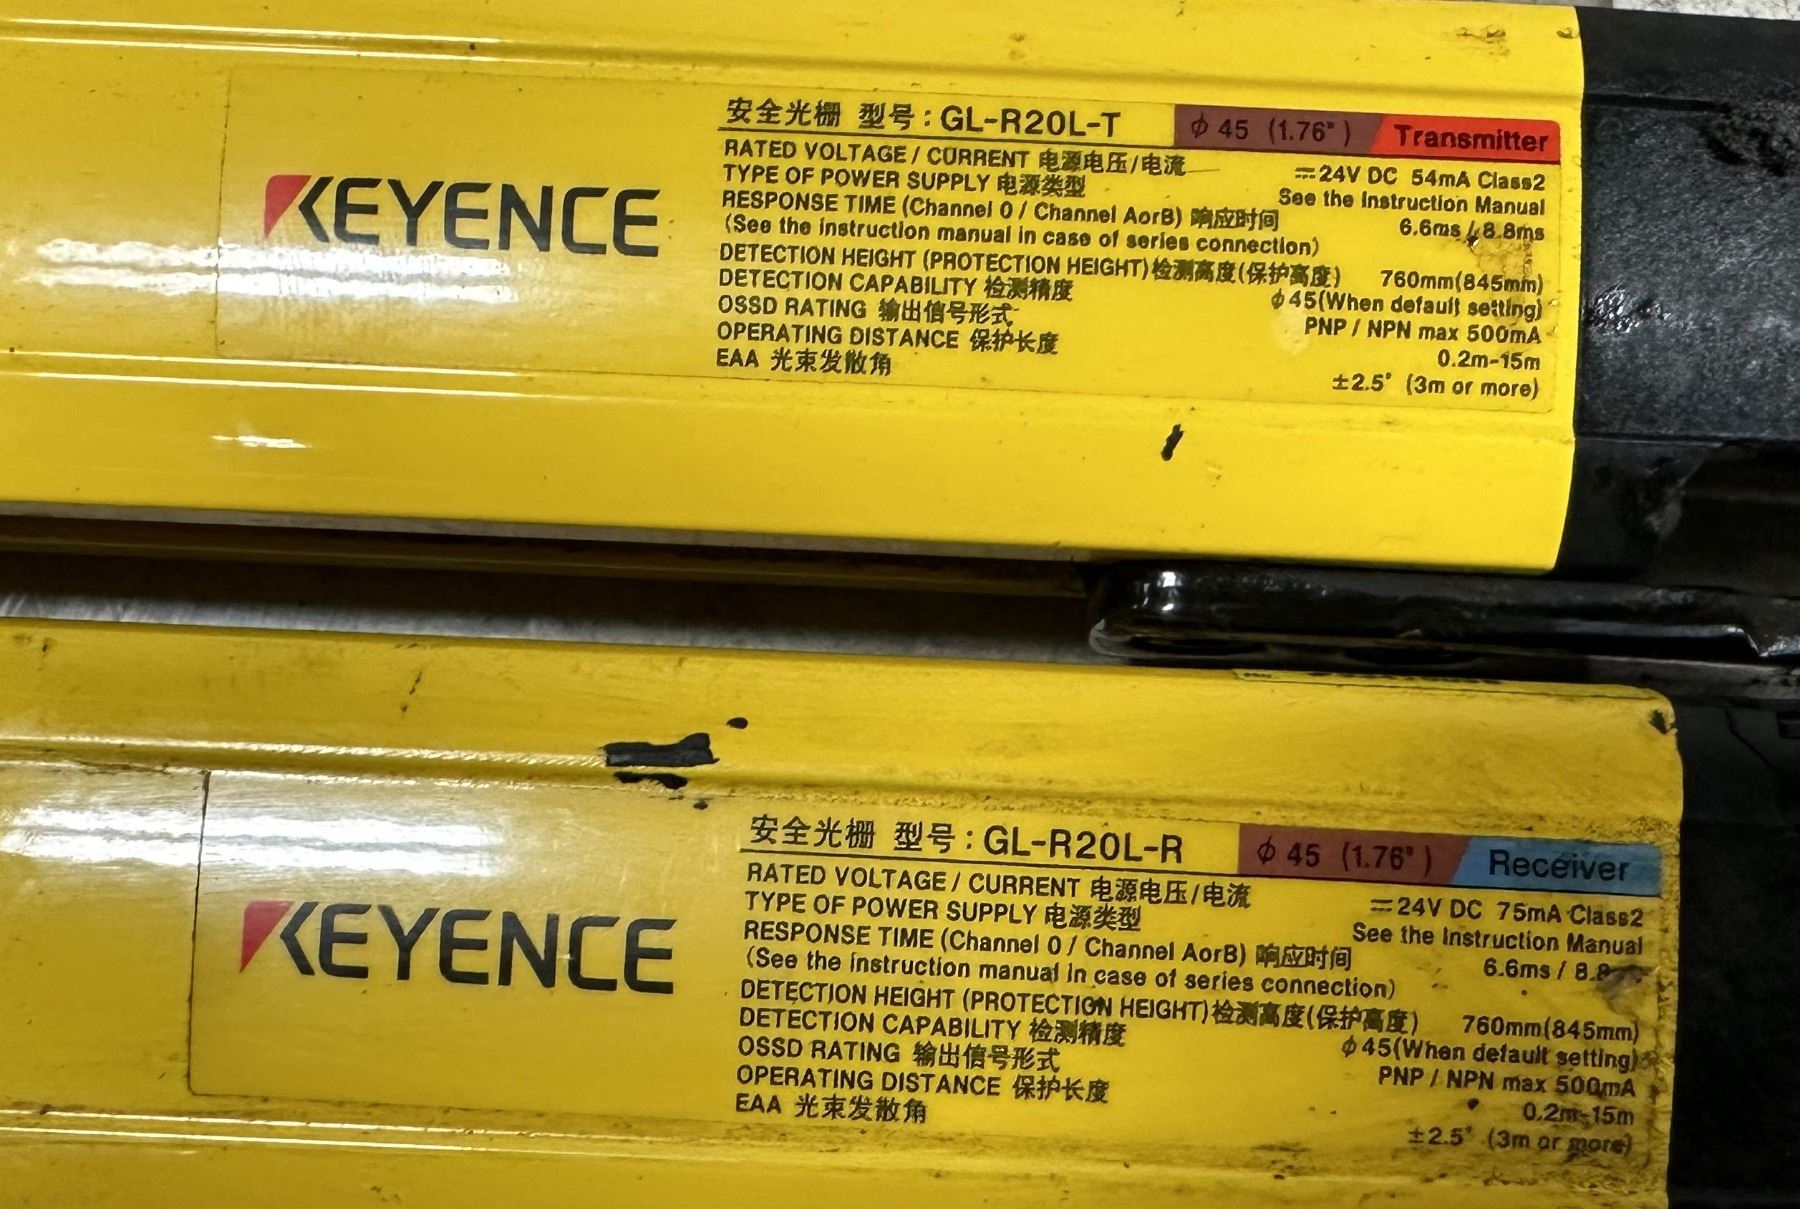 安全光栅 型号: GL-R20L-T φ45 (1.76") Transmitter
KEYENCE
RATED VOLTAGE / CURRENT 电源电压/电流 ⎓24V DC 54mA Class2
TYPE OF POWER SUPPLY 电源类型 See the Instruction Manual
RESPONSE TIME (Channel 0 / Channel AorB) 响应时间 6.6ms / 8.8ms
(See the instruction manual in case of series connection)
DETECTION HEIGHT (PROTECTION HEIGHT) 检测高度(保护高度) 760mm(845mm)
DETECTION CAPABILITY 检测精度 φ45(When default setting)
OSSD RATING 输出信号形式 PNP / NPN max 500mA
OPERATING DISTANCE 保护长度 0.2m-15m
EAA 光束发散角 ±2.5° (3m or more)
安全光栅 型号: GL-R20L-R φ45 (1.76") Receiver
KEYENCE
RATED VOLTAGE / CURRENT 电源电压/电流 ⎓24V DC 75mA Class2
TYPE OF POWER SUPPLY 电源类型 See the Instruction Manual
RESPONSE TIME (Channel 0 / Channel AorB) 响应时间 6.6ms /
(See the instruction manual in case of series connection)
DETECTION HEIGHT (PROTECTION HEIGHT) 检测高度(保护高度) 760mm(845mm)
DETECTION CAPABILITY 检测精度 φ45(When default setting)
OSSD RATING 输出信号形式 PNP / NPN max 500mA
OPERATING DISTANCE 保护长度 0.2m-15m
EAA 光束发散角 ±2.5° (3m or more)